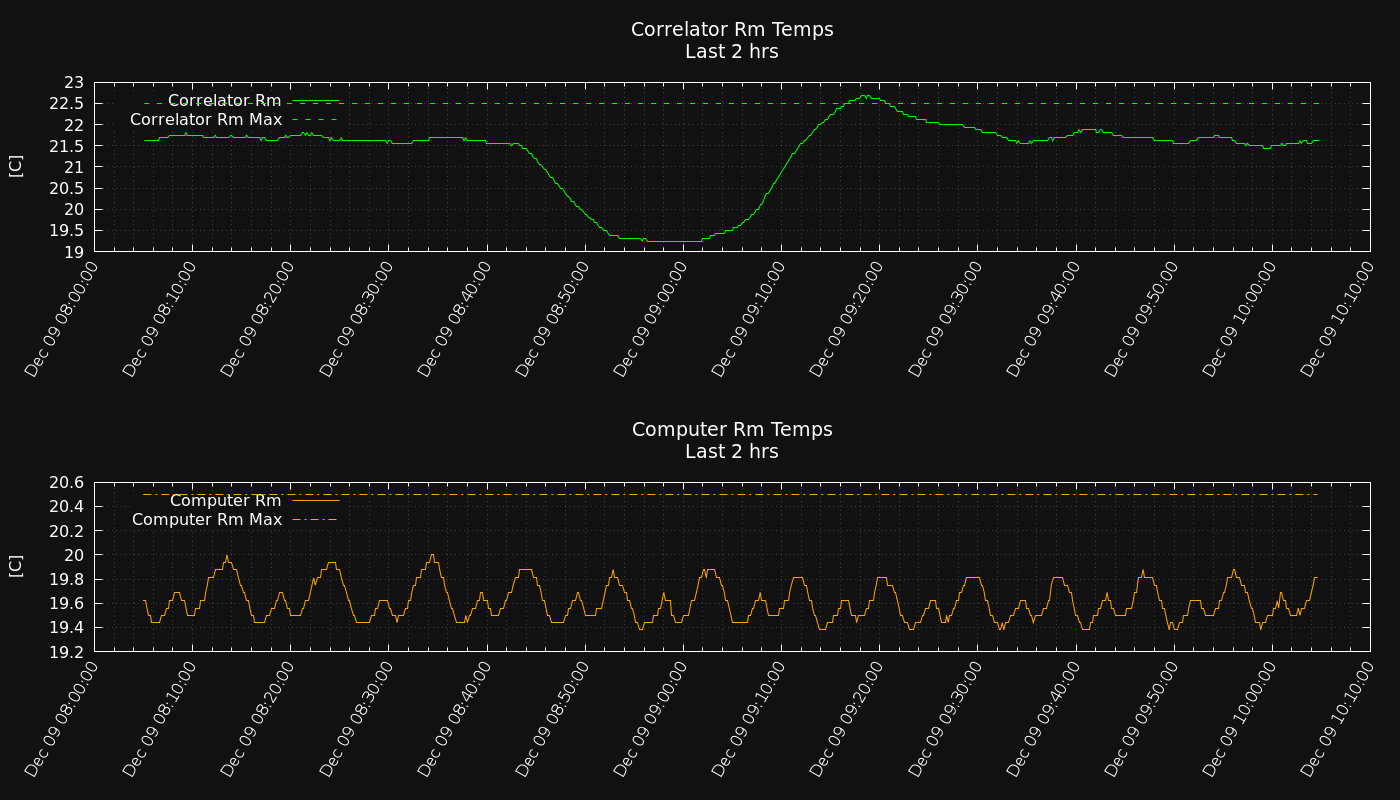 Correlator Rm Temps
Last 2 hrs
23
22.5
22
21.5
21
20.5
20
19.5
19
[C]
Correlator Rm
Correlator Rm Max
Dec 09 08:00:00
Dec 09 08:10:00
Dec 09 08:20:00
Dec 09 08:30:00
Dec 09 08:40:00
Dec 09 08:50:00
Dec 09 09:00:00
Dec 09 09:10:00
Dec 09 09:20:00
Dec 09 09:30:00
Dec 09 09:40:00
Dec 09 09:50:00
Dec 09 10:00:00
Dec 09 10:10:00
Computer Rm Temps
Last 2 hrs
20.6
20.4
20.2
20
19.8
19.6
19.4
19.2
[C]
Computer Rm
Computer Rm Max
Dec 09 08:00:00
Dec 09 08:10:00
Dec 09 08:20:00
Dec 09 08:30:00
Dec 09 08:40:00
Dec 09 08:50:00
Dec 09 09:00:00
Dec 09 09:10:00
Dec 09 09:20:00
Dec 09 09:30:00
Dec 09 09:40:00
Dec 09 09:50:00
Dec 09 10:00:00
Dec 09 10:10:00